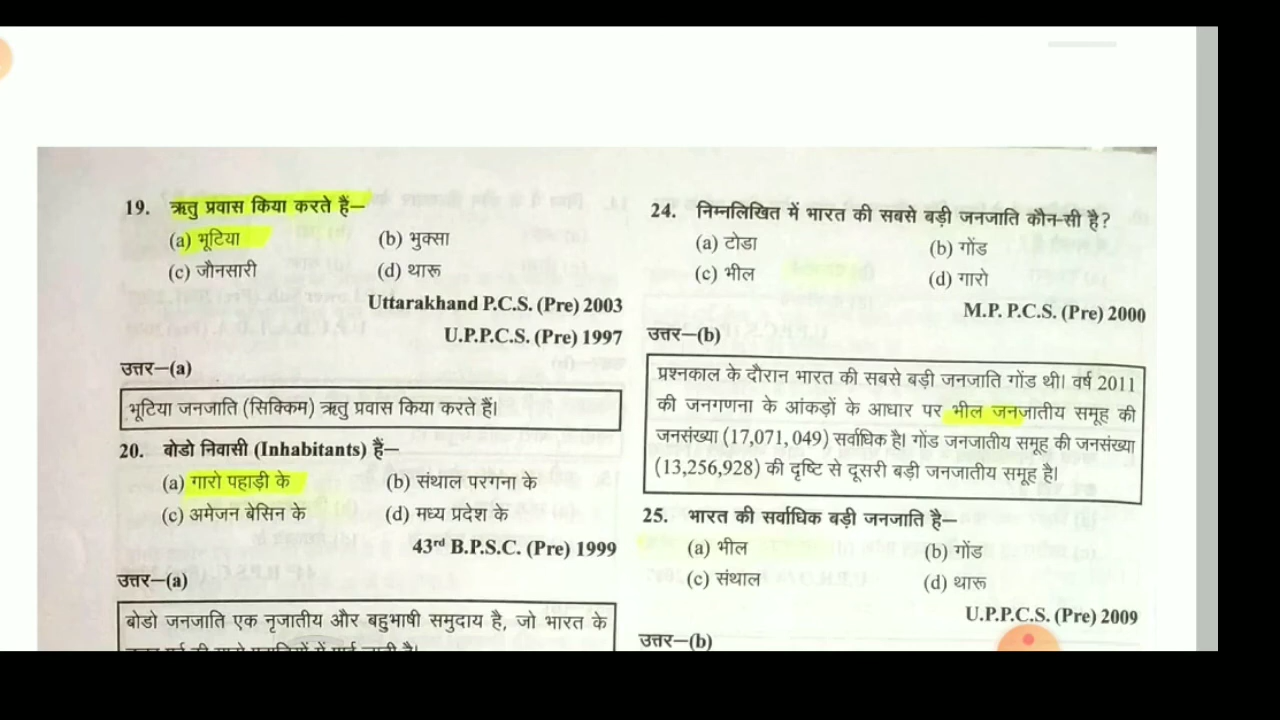 19. ऋतु प्रवास किया करते हैं—
(a) भूटिया (b) भुक्सा
(c) जौनसारी (d) थारू
Uttarakhand P.C.S. (Pre) 2003
U.P.P.C.S. (Pre) 1997
उत्तर—(a)
भूटिया जनजाति (सिक्किम) ऋतु प्रवास किया करते हैं।
20. बोडो निवासी (Inhabitants) हैं—
(a) गारो पहाड़ी के (b) संथाल परगना के
(c) अमेजन बेसिन के (d) मध्य प्रदेश के
43rd B.P.S.C. (Pre) 1999
उत्तर—(a)
बोडो जनजाति एक नृजातीय और बहुभाषी समुदाय है, जो भारत के
24. निम्नलिखित में भारत की सबसे बड़ी जनजाति कौन-सी है?
(a) टोडा (b) गोंड
(c) भील (d) गारो
M.P. P.C.S. (Pre) 2000
उत्तर—(b)
प्रश्नकाल के दौरान भारत की सबसे बड़ी जनजाति गोंड थी। वर्ष 2011
की जनगणना के आंकड़ों के आधार पर भील जनजातीय समूह की
जनसंख्या (17,071,049) सर्वाधिक है। गोंड जनजातीय समूह की जनसंख्या
(13,256,928) की दृष्टि से दूसरी बड़ी जनजातीय समूह है।
25. भारत की सर्वाधिक बड़ी जनजाति है—
(a) भील (b) गोंड
(c) संथाल (d) थारू
U.P.P.C.S. (Pre) 2009
उत्तर—(b)